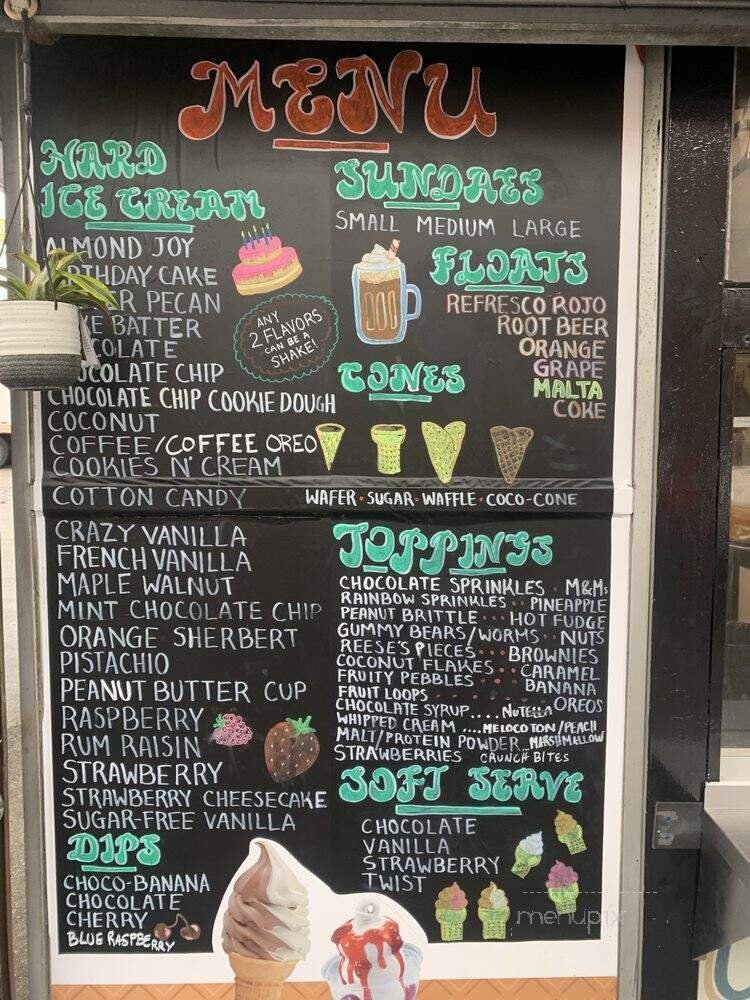 MENU
HARD
ICE CREAM
ALMOND JOY
BIRTHDAY CAKE
PECAN
BATTER
CHOCOLATE CHIP
CHOCOLATE CHIP COOKIE DOUGH
COCONUT
COFFEE/COFFEE OREO
COOKIES N' CREAM
COTTON CANDY
CRAZY VANILLA
FRENCH VANILLA
MAPLE WALNUT
MINT CHOCOLATE CHIP
ORANGE SHERBERT
PISTACHIO
PEANUT BUTTER CUP
RASPBERRY
RUM RAISIN
STRAWBERRY
STRAWBERRY CHEESECAKE
SUGAR-FREE VANILLA
ANY
2 FLAVORS
CAN BE A
SHAKE!
DIPS
CHOCO-BANANA
CHOCOLATE
CHERRY
BLUE RASPBERRY
SUNDAES
SMALL MEDIUM LARGE
FLOATS
REFRESCO ROJO
ROOT BEER
ORANGE
GRAPE
MALTA
COKE
CONES
WAFER · SUGAR · WAFFLE · COCO-CONE
TOPPINGS
CHOCOLATE SPRINKLES · M&Ms
RAINBOW SPRINKLES .. PINEAPPLE
PEANUT BRITTLE ... HOT FUDGE
GUMMY BEARS/WORMS .. NUTS
REESE'S PIECES ... BROWNIES
COCONUT FLAKES ... CARAMEL
FRUITY PEBBLES ... BANANA
FRUIT LOOPS ... OREOS
CHOCOLATE SYRUP .... NUTELLA
WHIPPED CREAM .... MELOCOTON/PEACH
MALT/PROTEIN POWDER ... MARSHMALLOW
STRAWBERRIES CRUNCH BITES
SOFT SERVE
CHOCOLATE
VANILLA
STRAWBERRY
TWIST
menupix